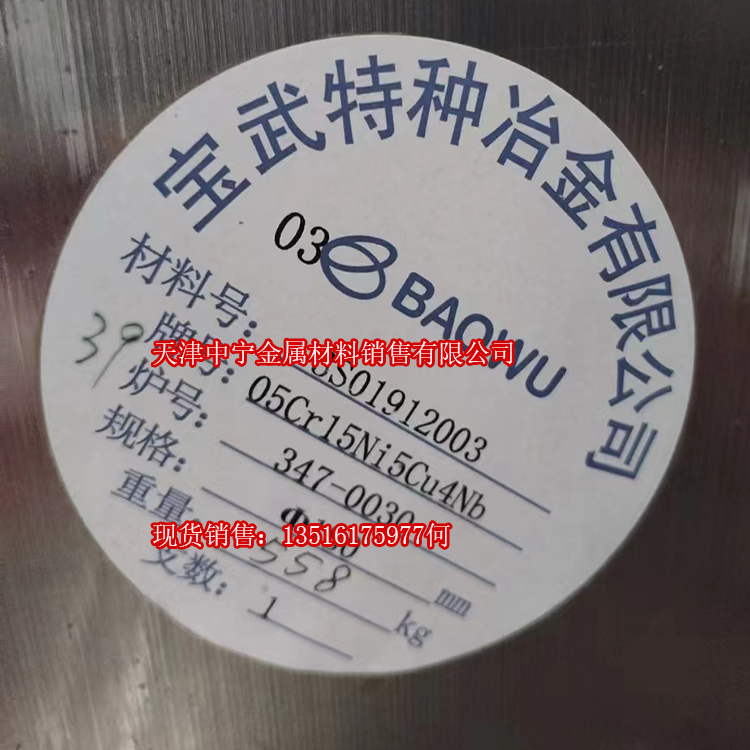 宝武特种冶金有限公司
03 BAOWU
材料号: S01912003
牌号: 05Cr15Ni5Cu4Nb
炉号: 347-0030
规格: mm
重量 558 kg
支数: 1
39
天津中宁金属材料销售有限公司
现货销售：13516175977何